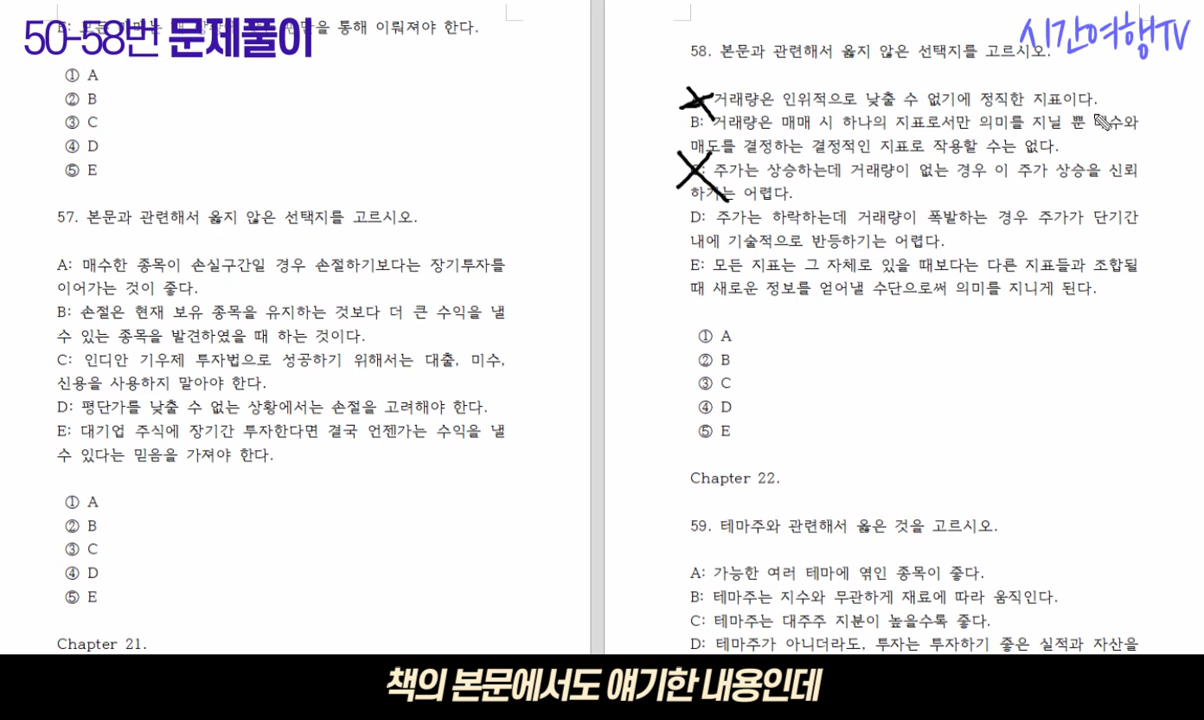 50-58번 문제풀이
통해 이뤄져야 한다.
① A
② B
③ C
④ D
⑤ E
57. 본문과 관련해서 옳지 않은 선택지를 고르시오.
A: 매수한 종목이 손실구간일 경우 손절하기보다는 장기투자를
이어가는 것이 좋다.
B: 손절은 현재 보유 종목을 유지하는 것보다 더 큰 수익을 낼
수 있는 종목을 발견하였을 때 하는 것이다.
C: 인디안 기우제 투자법으로 성공하기 위해서는 대출, 미수,
신용을 사용하지 말아야 한다.
D: 평단가를 낮출 수 없는 상황에서는 손절을 고려해야 한다.
E: 대기업 주식에 장기간 투자한다면 결국 언젠가는 수익을 낼
수 있다는 믿음을 가져야 한다.
① A
② B
③ C
④ D
⑤ E
Chapter 21.
시간여행TV
58. 본문과 관련해서 옳지 않은 선택지를 고르시오.
거래량은 인위적으로 낮출 수 없기에 정직한 지표이다.
B: 거래량은 매매 시 하나의 지표로서만 의미를 지닐 뿐 매수와
매도를 결정하는 결정적인 지표로 작용할 수는 없다.
주가는 상승하는데 거래량이 없는 경우 이 주가 상승을 신뢰
하기는 어렵다.
D: 주가는 하락하는데 거래량이 폭발하는 경우 주가가 단기간
내에 기술적으로 반등하기는 어렵다.
E: 모든 지표는 그 자체로 있을 때보다는 다른 지표들과 조합될
때 새로운 정보를 얻어낼 수단으로써 의미를 지니게 된다.
① A
② B
③ C
④ D
⑤ E
Chapter 22.
59. 테마주와 관련해서 옳은 것을 고르시오.
A: 가능한 여러 테마에 엮인 종목이 좋다.
B: 테마주는 지수와 무관하게 재료에 따라 움직인다.
C: 테마주는 대주주 지분이 높을수록 좋다.
D: 테마주가 아니더라도, 투자는 투자하기 좋은 실적과 자산을
책의 본문에서도 얘기한 내용인데